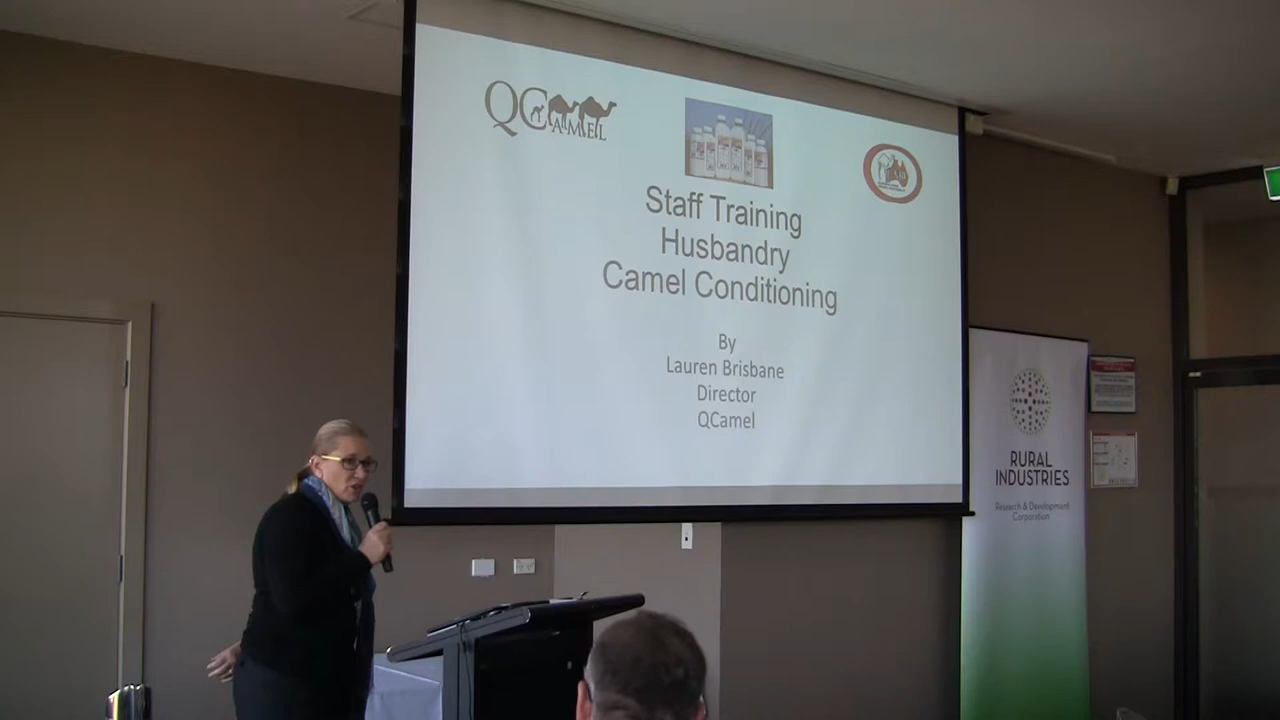 QCAMEL
Staff Training
Husbandry
Camel Conditioning
By
Lauren Brisbane
Director
QCamel
RURAL
INDUSTRIES
Research & Development
Corporation